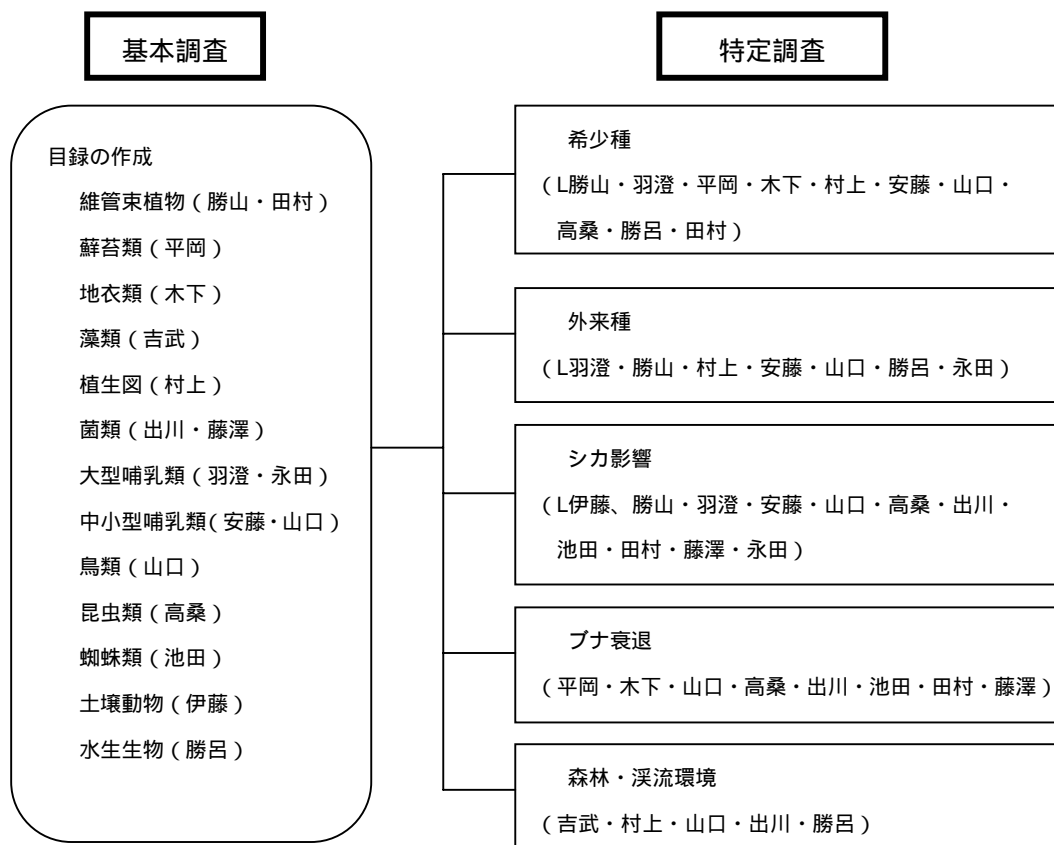 基本調査
特定調査
目録の作成
維管束植物(勝山・田村)
蘚苔類(平岡)
地衣類(木下)
藻類(吉武)
植生図(村上)
菌類(出川・藤澤)
大型哺乳類(羽澄・永田)
中小型哺乳類(安藤・山口)
鳥類(山口)
昆虫類(高桑)
蜘蛛類(池田)
土壌動物(伊藤)
水生生物(勝呂)
希少種
(L勝山・羽澄・平岡・木下・村上・安藤・山口・
高桑・勝呂・田村)
外来種
(L羽澄・勝山・村上・安藤・山口・勝呂・永田)
シカ影響
(L伊藤、勝山・羽澄・安藤・山口・高桑・出川・
池田・田村・藤澤・永田)
ブナ衰退
(平岡・木下・山口・高桑・出川・池田・田村・藤澤)
森林・渓流環境
(吉武・村上・山口・出川・勝呂)